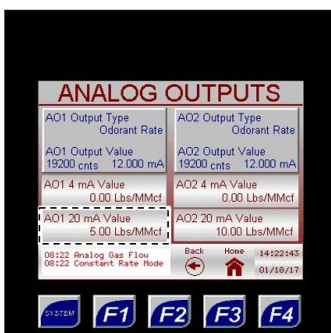 ANALOG OUTPUTS
AO1 Output Type
Odorant Rate
AO1 Output Value
19200 cnts 12.000 mA
AO2 Output Type
Odorant Rate
AO2 Output Value
19200 cnts 12.000 mA
AO1 4 mA Value
0.00 Lbs/MMcf
AO2 4 mA Value
0.00 Lbs/MMcf
AO1 20 mA Value
5.00 Lbs/MMcf
AO2 20 mA Value
10.00 Lbs/MMcf
08:22 Analog Gas Flow
08:22 Constant Rate Mode
Back
Home
14:22:43
01/18/17
SYSTEM F1 F2 F3 F4